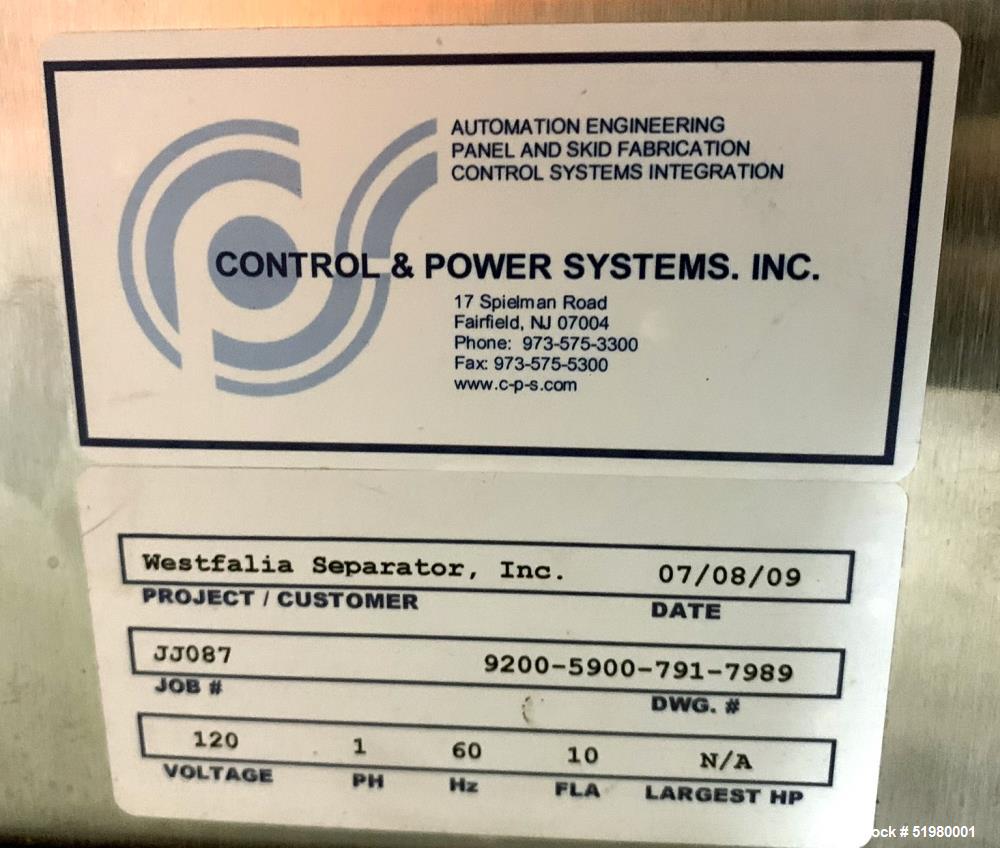 AUTOMATION ENGINEERING
PANEL AND SKID FABRICATION
CONTROL SYSTEMS INTEGRATION
CONTROL & POWER SYSTEMS. INC.
17 Spielman Road
Fairfield, NJ 07004
Phone: 973-575-3300
Fax: 973-575-5300
www.c-p-s.com
Westfalia Separator, Inc. 07/08/09
PROJECT / CUSTOMER DATE
JJ087 9200-5900-791-7989
JOB # DWG. #
120 1 60 10 N/A
VOLTAGE PH Hz FLA LARGEST HP
# 51980001